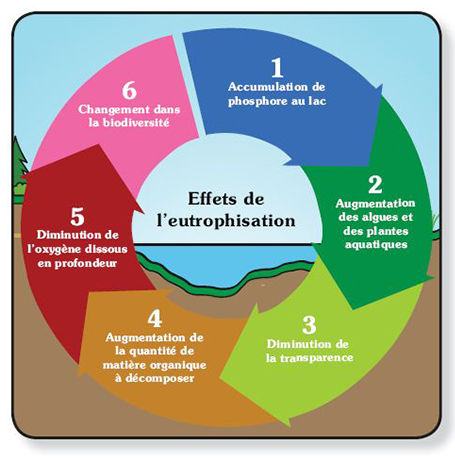 Effets de
l'eutrophisation
1
Accumulation de
phosphore au lac
2
Augmentation
des algues et
des plantes
aquatiques
3
Diminution de
la transparence
4
Augmentation de
la quantité de
matière organique
à décomposer
5
Diminution de
l'oxygène dissous
en profondeur
6
Changement dans
la biodiversité